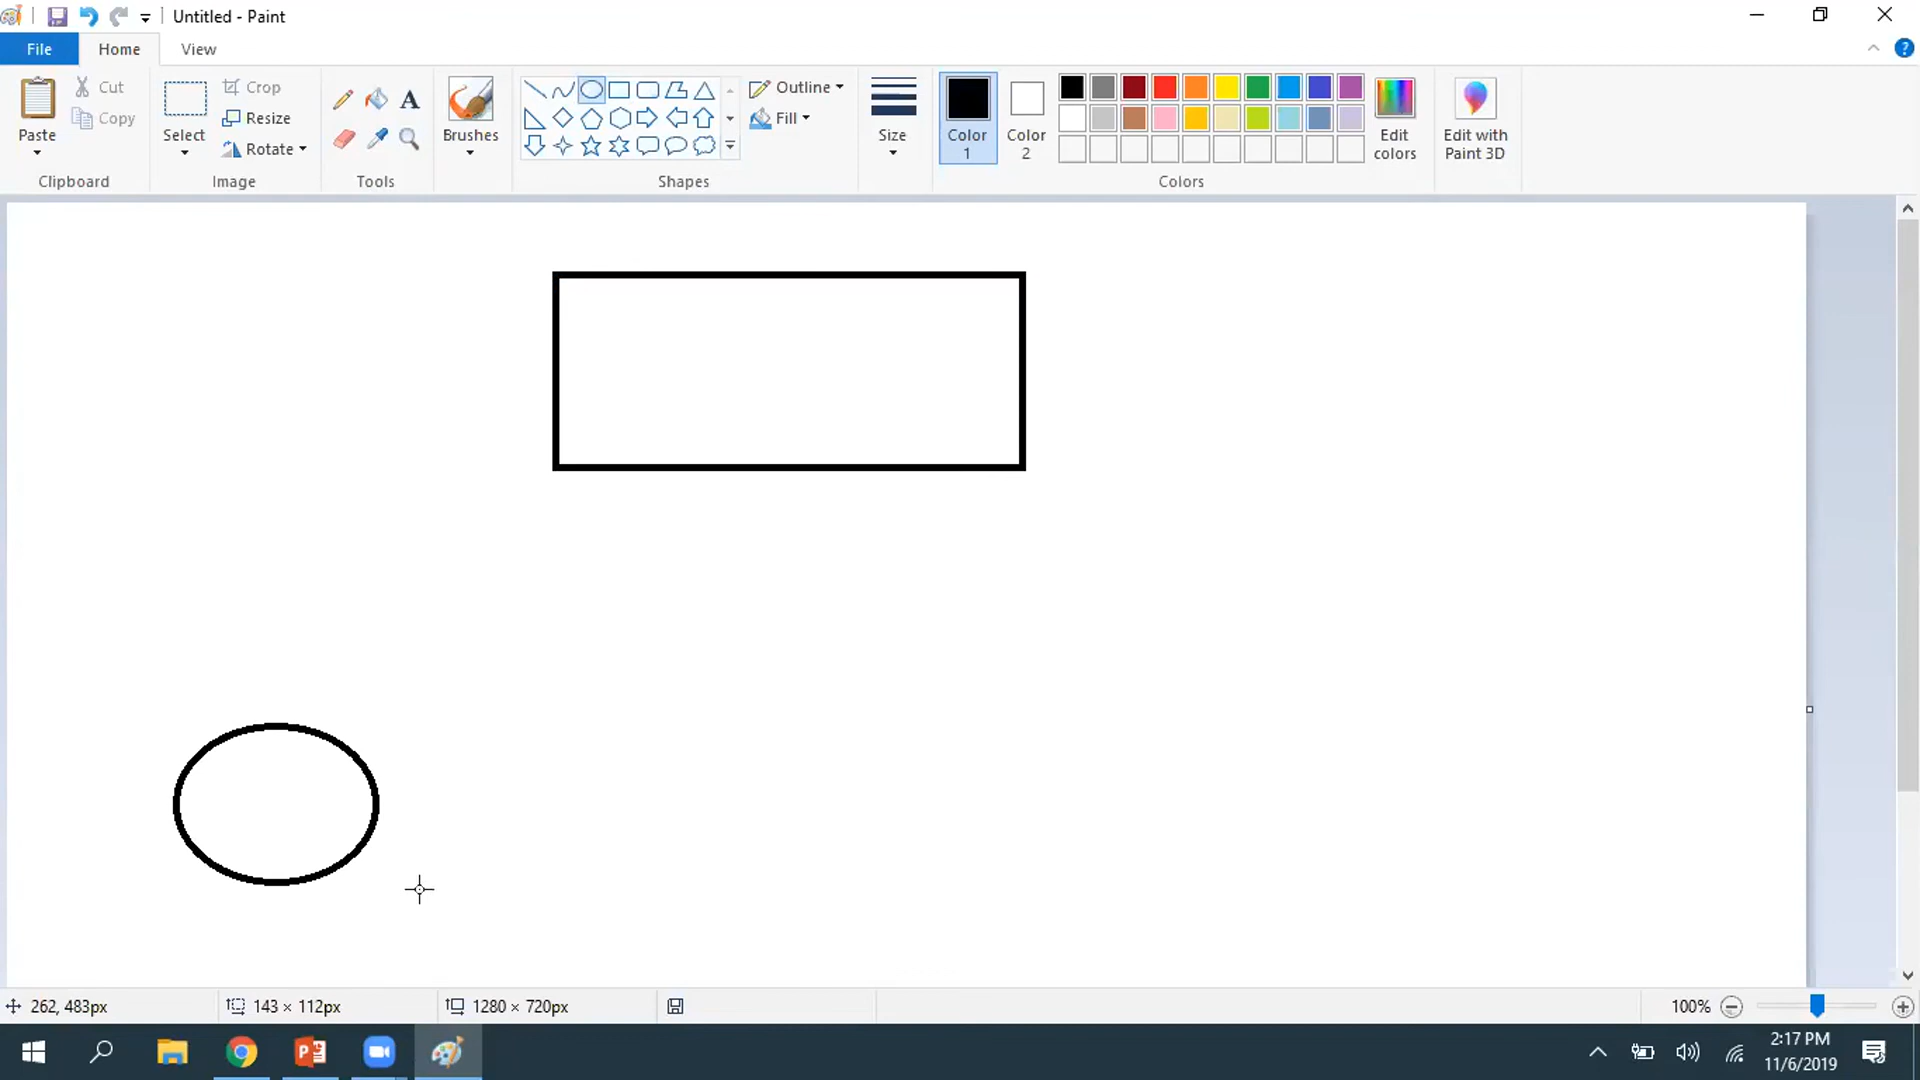 Untitled - Paint
File Home View
Paste
Cut
Copy
Clipboard
Select
Crop
Resize
Rotate
Image
A
Tools
Brushes
Shapes
Outline
Fill
Size
Color
1
Color
2
Edit
colors
Colors
Edit with
Paint 3D
262, 483px
143 × 112px
1280 × 720px
100%
2:17 PM
11/6/2019